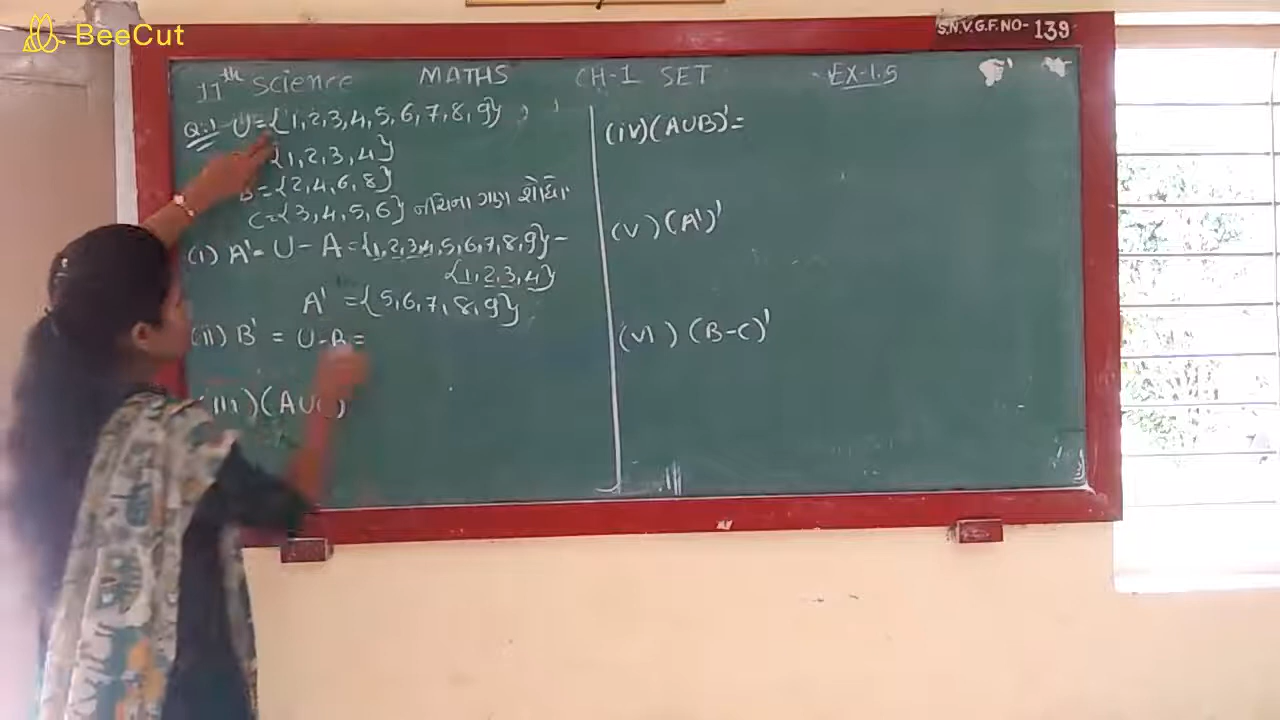 BeeCut
S.N.V.G.F.NO- 139
11th Science MATHS CH-1 SET EX-1.5
Q.1 U={1,2,3,4,5,6,7,8,9},
{1,2,3,4}
B={2,4,6,8}
C={3,4,5,6} નીચેના ગણ શોધો
(i) A' = U - A = {1,2,3,4,5,6,7,8,9} -
{1,2,3,4}
A' = {5,6,7,8,9}
(ii) B' = U-B =
(iii) (AUC)'
(iv) (AUB)' =
(v) (A')'
(vi) (B-C)'